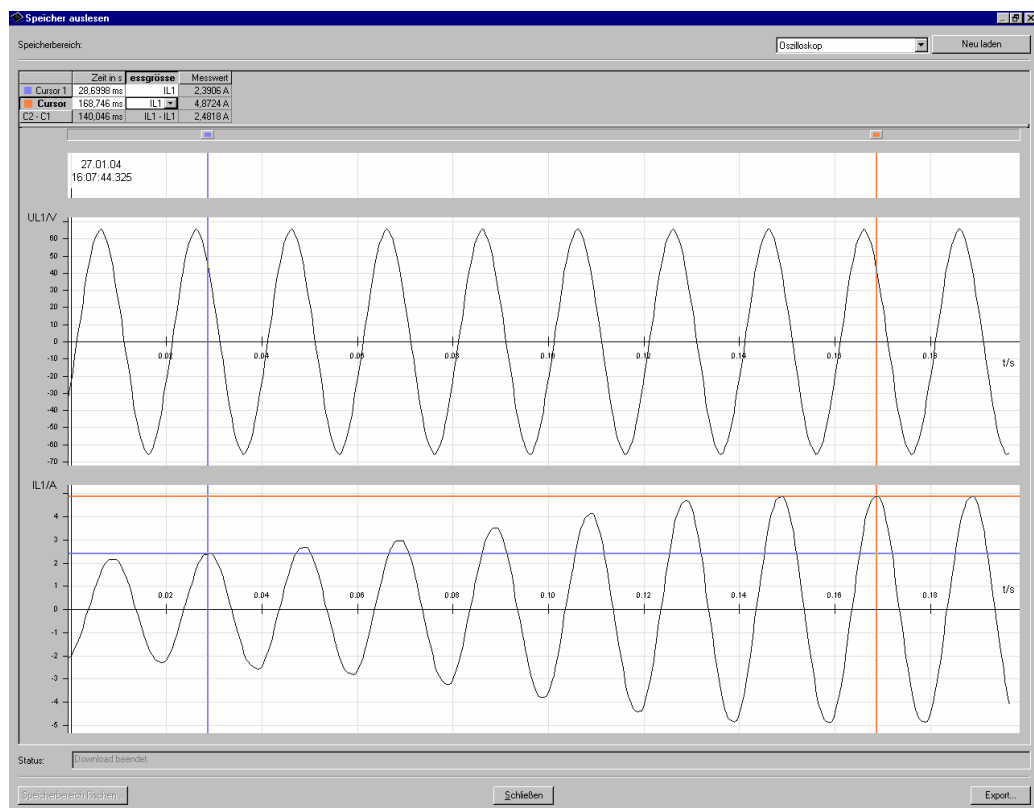 Speicher auslesen
Speicherbereich:
Oszilloskop
Neu laden
Zeit in s essgrösse Messwert
Cursor 1 28,6998 ms IL1 2,3906 A
Cursor 168,746 ms IL1 4,8724 A
C2 - C1 140,046 ms IL1 - IL1 2,4818 A
27.01.04
16:07:44.325
UL1/V
60
50
40
30
20
10
0
-10
-20
-30
-40
-50
-60
-70
0.02 0.04 0.06 0.08 0.10 0.12 0.14 0.16 0.18
t/s
IL1/A
4
3
2
1
0
-1
-2
-3
-4
-5
0.02 0.04 0.06 0.08 0.10 0.12 0.14 0.16 0.18
t/s
Status: Download beendet.
Speicherbereich löschen...
Schließen
Export...